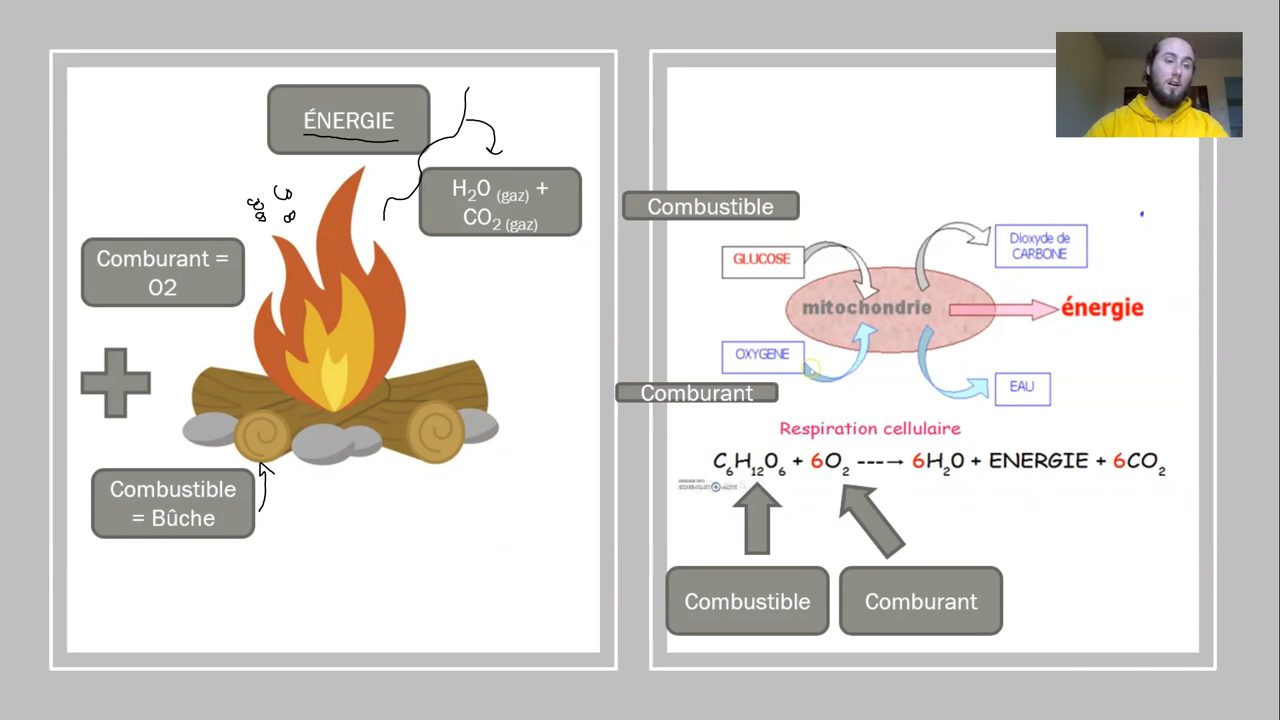 ÉNERGIE
H2O (gaz) +
CO2 (gaz)
Comburant =
O2
Combustible
= Bûche
Combustible
GLUCOSE
Dioxyde de
CARBONE
mitochondrie
énergie
OXYGENE
Comburant
EAU
Respiration cellulaire
C6H12O6 + 6O2 ---→ 6H2O + ENERGIE + 6CO2
Combustible
Comburant